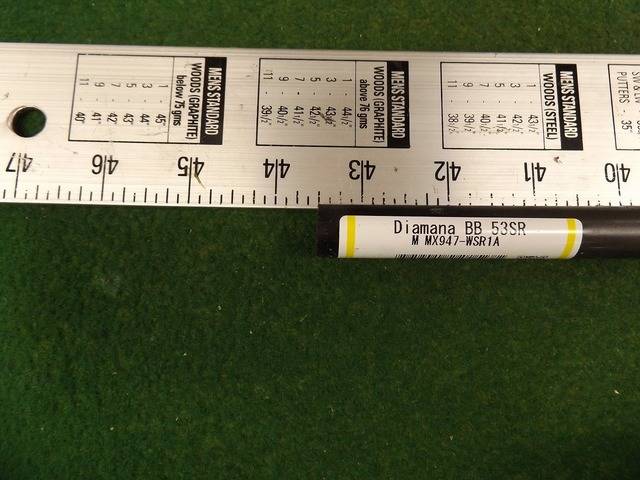 MEN'S STANDARD
WOODS (GRAPHITE)
below 76 gms
1 - 45"
3 - 44"
5 - 43"
7 - 42"
9 - 41"
11 - 40"
MEN'S STANDARD
WOODS (GRAPHITE)
above 76 gms
1 - 44½"
3 - 43½"
5 - 42½"
7 - 41½"
9 - 40½"
11 - 39½"
MEN'S STANDARD
WOODS (STEEL)
1 - 43½"
3 - 42½"
5 - 41½"
7 - 40½"
9 - 39½"
11 - 38½"
PUTTERS - 35"
47 46 45 44 43 42 41 40
Diamana BB 53SR
M MX947-WSR1A